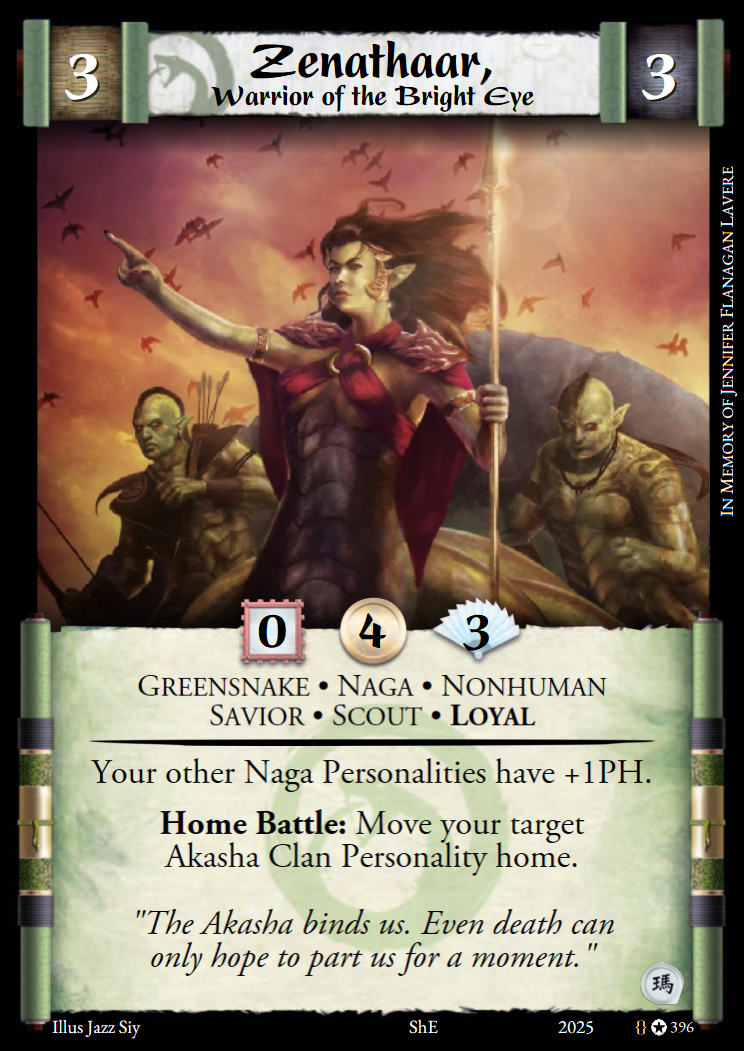 3
Zenathaar,
Warrior of the Bright Eye
3
In Memory of Jennifer Flanagan Lavere
0
4
3
Greensnake • Naga • Nonhuman
Savior • Scout • Loyal
Your other Naga Personalities have +1PH.
Home Battle: Move your target
Akasha Clan Personality home.
"The Akasha binds us. Even death can
only hope to part us for a moment."
瑪
Illus Jazz Siy
ShE
2025
{} ✪ 396